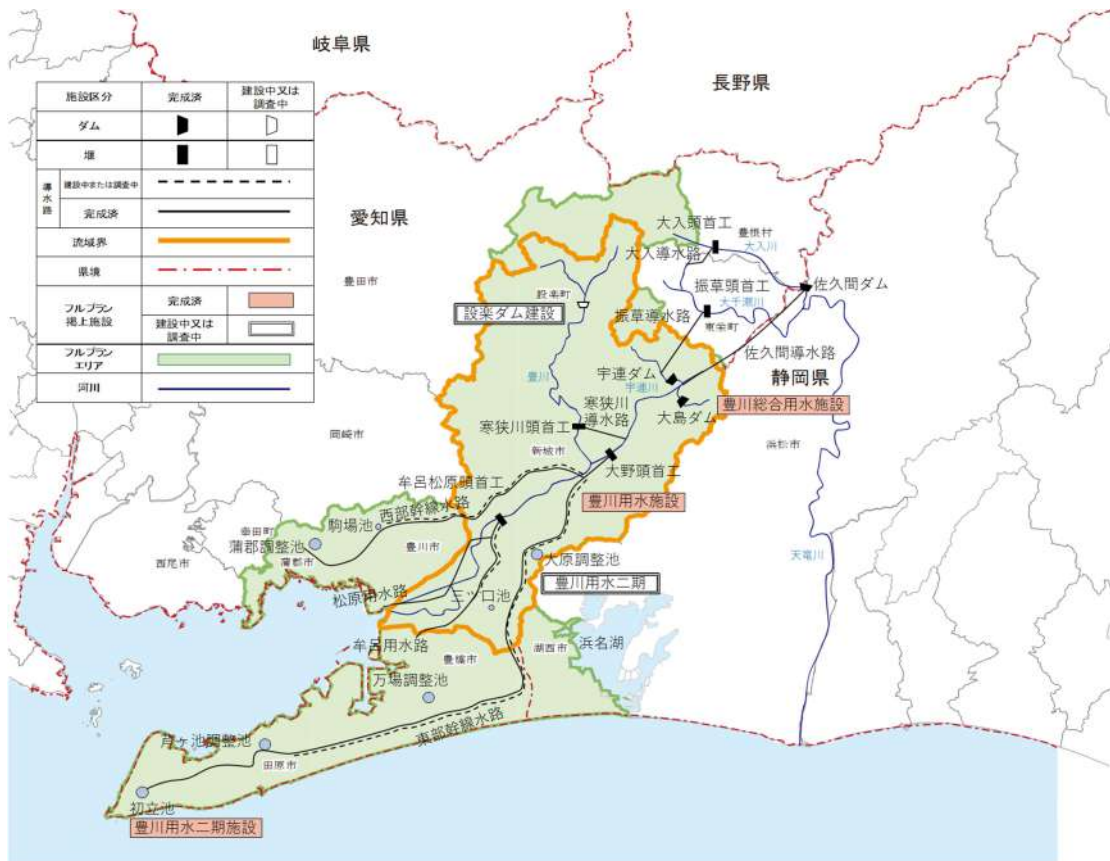 岐阜県
長野県
施設区分
完成済
建設中又は
調査中
ダム
堰
導水路
建設中または調査中
完成済
流域界
県境
フルプラン
掲上施設
完成済
建設中又は
調査中
フルプラン
エリア
河川
愛知県
豊田市
大入頭首工
豊根村
大入川
大入導水路
佐久間ダム
振草頭首工
大千瀬川
設楽町
設楽ダム建設
振草導水路
東栄町
佐久間導水路
静岡県
宇連ダム
宇連川
豊川
寒狭川
導水路
大島ダム
豊川総合用水施設
寒狭川頭首工
岡崎市
新城市
浜松市
大野頭首工
牟呂松原頭首工
豊川用水施設
西部幹線水路
駒場池
幸田町
蒲郡調整池
豊川市
西尾市
蒲郡市
大原調整池
天竜川
豊川用水二期
松原用水路
三ツ口池
浜名湖
牟呂用水路
湖西市
豊橋市
万場調整池
東部幹線水路
芦ヶ池調整池
田原市
初立池
豊川用水二期施設